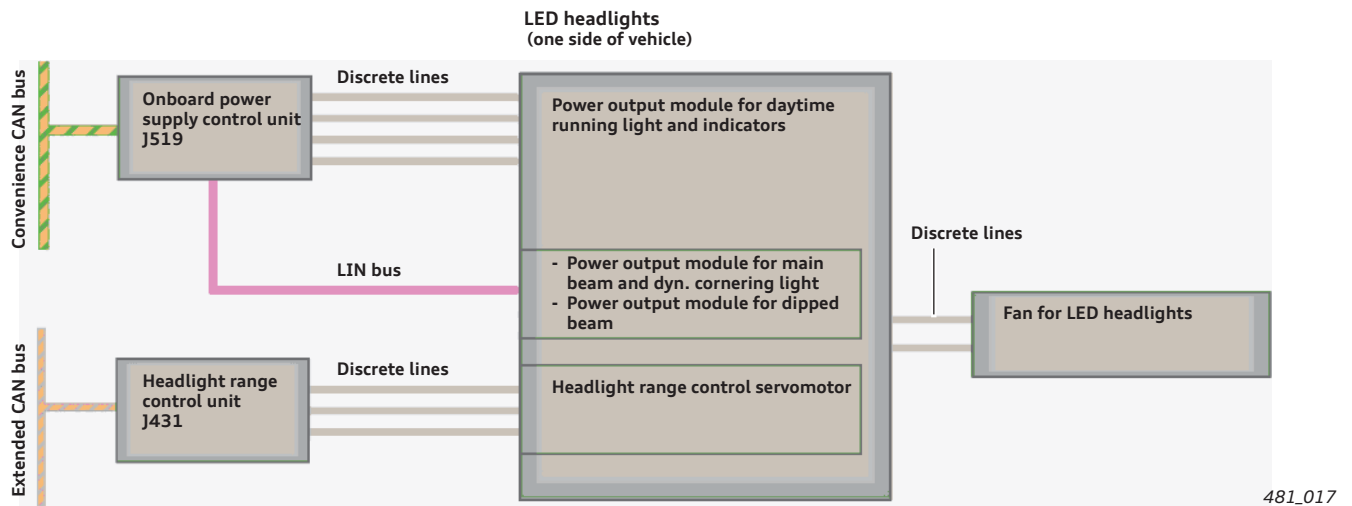 LED headlights
(one side of vehicle)
Convenience CAN bus
Onboard power
supply control unit
J519
Discrete lines
Power output module for daytime
running light and indicators
LIN bus
- Power output module for main
beam and dyn. cornering light
- Power output module for dipped
beam
Discrete lines
Fan for LED headlights
Extended CAN bus
Headlight range
control unit
J431
Discrete lines
Headlight range control servomotor
481_017